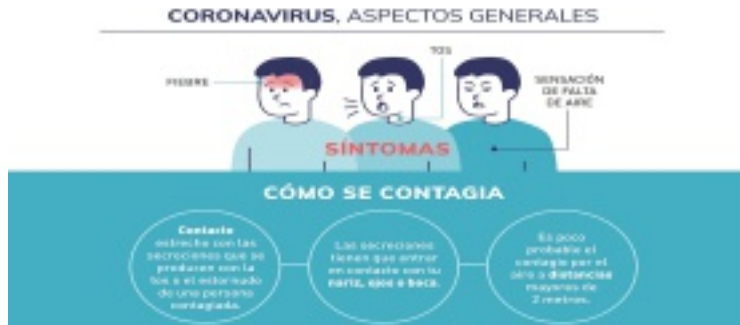 CORONAVIRUS, ASPECTOS GENERALES
TOS
FIEBRE
SENSACIÓN
DE FALTA
DE AIRE
SÍNTOMAS
CÓMO SE CONTAGIA
Contacto
estrecho con las
secreciones que se
producen con la
tos o el estornudo
de una persona
contagiada.
Las secreciones
tienen que entrar
en contacto con tu
nariz, ojos o boca.
Es poco
probable el
contagio por el
aire a distancias
mayores de
2 metros.